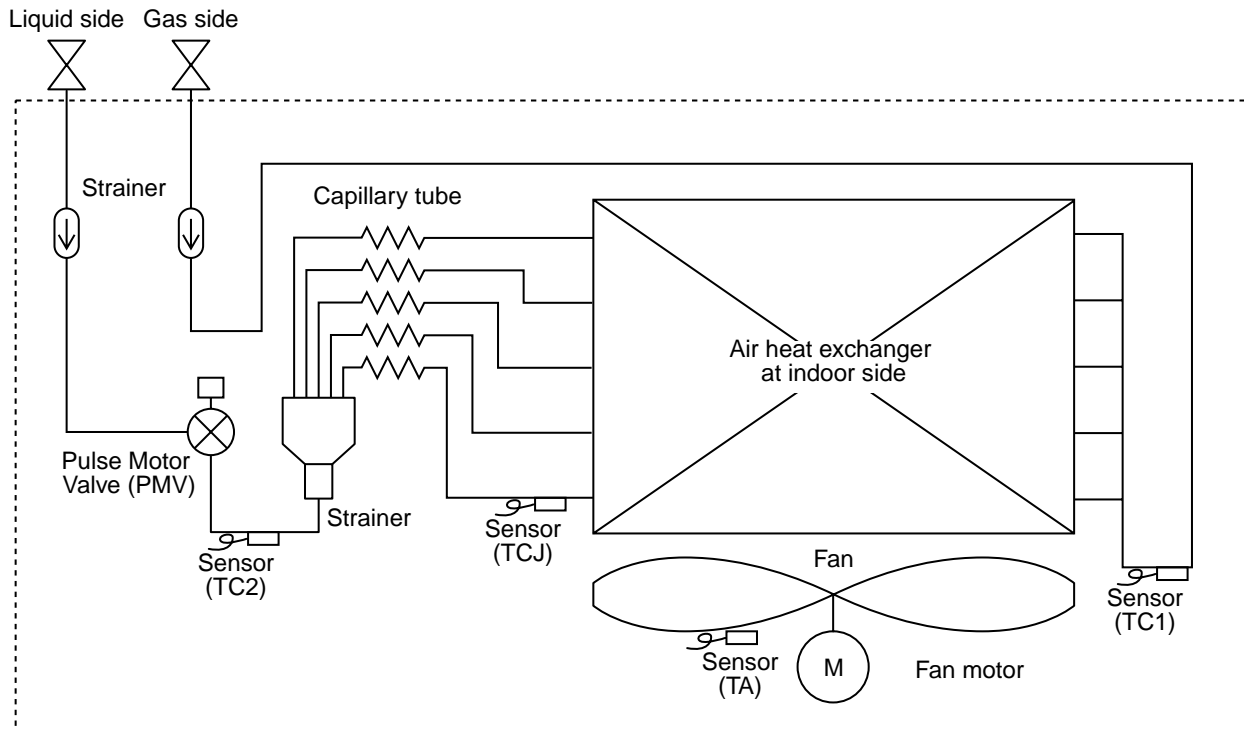 Liquid side
Gas side
Strainer
Capillary tube
Air heat exchanger
at indoor side
Pulse Motor
Valve (PMV)
Strainer
Sensor
(TCJ)
Sensor
(TC2)
Fan
Sensor
(TC1)
Sensor
(TA)
M
Fan motor